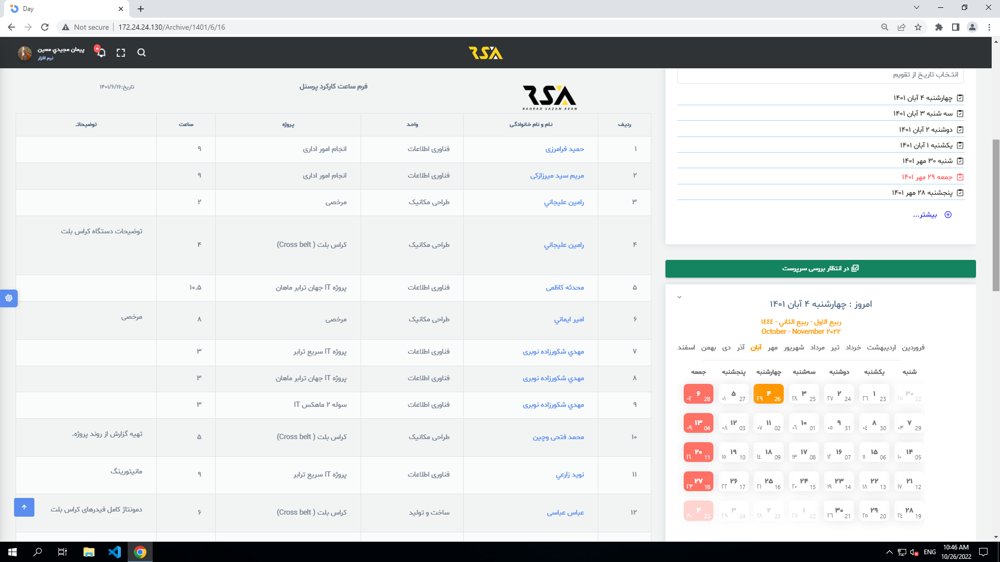 Day
Not secure
172.24.24.130/Archive/1401/6/16
پیمان مجیدي معین
نرم افزار
RSA
انتـخـاب تاریـخ از تقویم
چهارشنبه ۴ آبان ۱۴۰۱
سه شنبه ۳ آبان ۱۴۰۱
دوشنبه ۲ آبان ۱۴۰۱
یکشنبه ۱ آبان ۱۴۰۱
شنبه ۳۰ مهر ۱۴۰۱
جمعه ۲۹ مهر ۱۴۰۱
پنجشنبه ۲۸ مهر ۱۴۰۱
بیشتر...
در انتظار بررسی سرپرست
امروز : چهارشنبه ۴ آبان ۱۴۰۱
ربيع الاول - ربيع الثاني - ١٤٤٤
October - November ۲۰۲۲
فروردین اردیبهشت خرداد تیر مرداد شهریور مهر آبان آذر دی بهمن اسفند
شنبه یکشنبه دوشنبه سه‌شنبه چهارشنبه پنجشنبه جمعه
۳۰ 22 ٢٥ ۱ 23 ٢٦ ۲ 24 ٢٧ ۳ 25 ٢٨ ۴ 26 ٢٩ ۵ 27 ٠١ ۶ 28 ٠٢
۷ 29 ٠٣ ۸ 30 ٠٤ ۹ 31 ٠٥ ۱۰ 01 ٠٦ ۱۱ 02 ٠٧ ۱۲ 03 ٠٨ ۱۳ 04 ٠٩
۱۴ 05 ١٠ ۱۵ 06 ١١ ۱۶ 07 ١٢ ۱۷ 08 ١٣ ۱۸ 09 ١٤ ۱۹ 10 ١٥ ۲۰ 11 ١٦
۲۱ 12 ١٧ ۲۲ 13 ١٨ ۲۳ 14 ١٩ ۲۴ 15 ٢٠ ۲۵ 16 ٢١ ۲۶ 17 ٢٢ ۲۷ 18 ٢٣
۲۸ 19 ٢٤ ۲۹ 20 ٢٥ ۳۰ 21 ٢٦ ۱ 22 ٢٧ ۲ 23 ٢٨ ۳ 24 ٢٩ ۴ 25 ٣٠
RSA
RAHKAR SAZAN AVAN
فرم ساعت کارکرد پرسنل
تاریخ:۱۴۰۱/۶/۱۶
ردیف نام و نام خانوادگی واحد پروژه ساعت توضیحات
۱ حمید فرامرزی فناوری اطلاعات انجام امور اداری ۹
۲ مریم سید میرزازکی فناوری اطلاعات انجام امور اداری ۹
۳ رامین علیجاني طراحی مکانیک مرخصی ۲
۴ رامین علیجاني طراحی مکانیک کراس بلت ( Cross belt) ۴ توضیحات دستگاه کراس بلت
۵ محدثه کاظمی فناوری اطلاعات پروژه IT جهان ترابر ماهان ۱۰.۵
۶ امیر ایماني طراحی مکانیک مرخصی ۸ مرخصی
۷ مهدي شکورزاده نوبری فناوری اطلاعات پروژه IT سریع ترابر ۳
۸ مهدي شکورزاده نوبری فناوری اطلاعات پروژه IT جهان ترابر ماهان ۳
۹ مهدي شکورزاده نوبری فناوری اطلاعات سوله ۲ ماهکس IT ۳
۱۰ محمد فتحی وچین طراحی مکانیک کراس بلت ( Cross belt) ۵ تهیه گزارش از روند پروژه.
۱۱ نوید زارعي فناوری اطلاعات پروژه IT سریع ترابر ۹ مانیتورینگ
۱۲ عباس عباسی ساخت و تولید کراس بلت ( Cross belt) ۶ دمونتاژ کامل فیدرهای کراس بلت
ENG
10:46 AM
10/26/2022